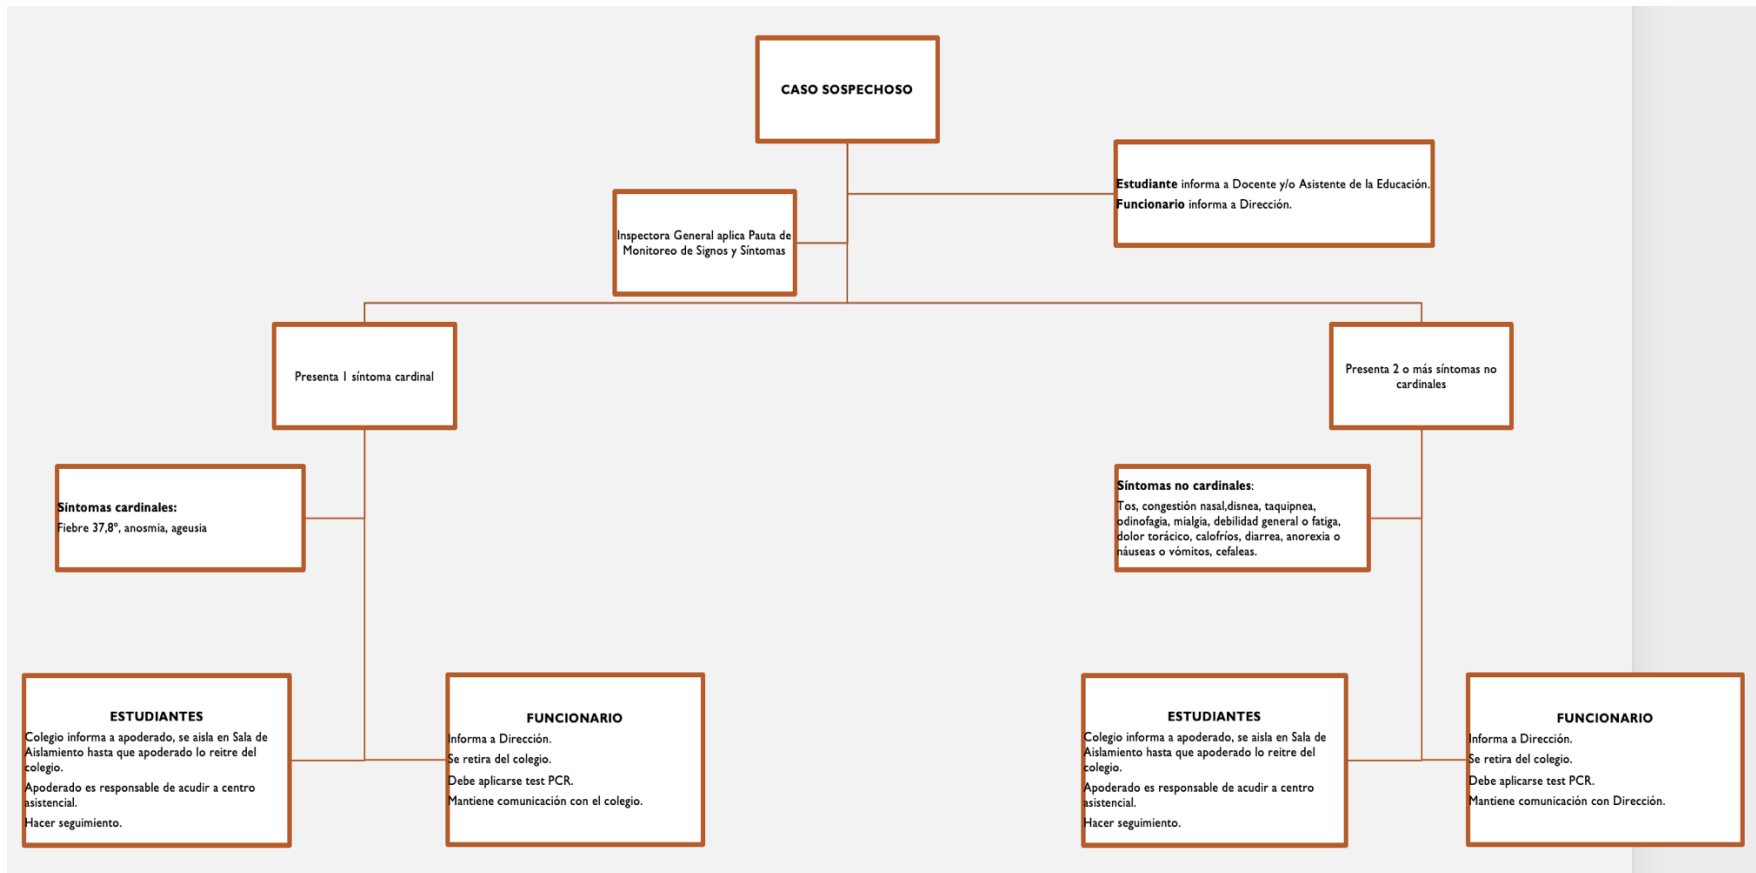 CASO SOSPECHOSO
Estudiante informa a Docente y/o Asistente de la Educación.
Funcionario informa a Dirección.
Inspectora General aplica Pauta de
Monitoreo de Signos y Síntomas
Presenta 1 síntoma cardinal
Presenta 2 o más síntomas no
cardinales
Síntomas cardinales:
Fiebre 37,8°, anosmia, ageusia
Síntomas no cardinales:
Tos, congestión nasal,disnea, taquipnea,
odinofagia, mialgia, debilidad general o fatiga,
dolor torácico, calofríos, diarrea, anorexia o
náuseas o vómitos, cefaleas.
ESTUDIANTES
Colegio informa a apoderado, se aisla en Sala de
Aislamiento hasta que apoderado lo reitre del
colegio.
Apoderado es responsable de acudir a centro
asistencial.
Hacer seguimiento.
FUNCIONARIO
Informa a Dirección.
Se retira del colegio.
Debe aplicarse test PCR.
Mantiene comunicación con el colegio.
ESTUDIANTES
Colegio informa a apoderado, se aisla en Sala de
Aislamiento hasta que apoderado lo reitre del
colegio.
Apoderado es responsable de acudir a centro
asistencial.
Hacer seguimiento.
FUNCIONARIO
Informa a Dirección.
Se retira del colegio.
Debe aplicarse test PCR.
Mantiene comunicación con Dirección.